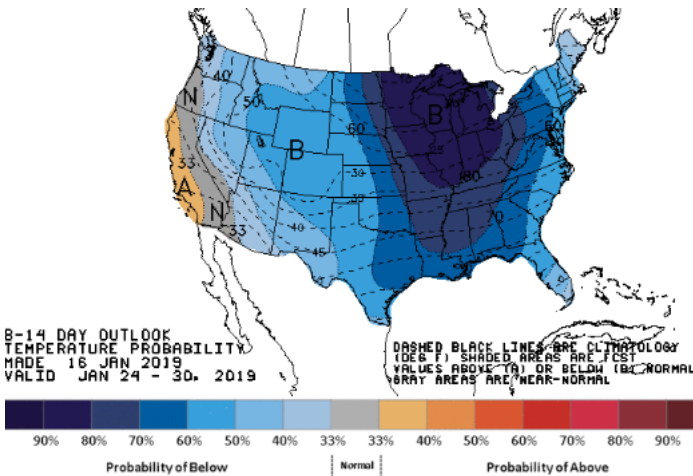 40
N
50
60
B
B
60
33
A
30
80
N
33
40
70
45
8-14 DAY OUTLOOK
TEMPERATURE PROBABILITY
MADE 16 JAN 2019
VALID JAN 24 - 30, 2019
DASHED BLACK LINES ARE CLIMATOLOGY
(DEG F) SHADED AREAS ARE FCST
VALUES ABOVE (A) OR BELOW (B) NORMAL
GRAY AREAS ARE NEAR-NORMAL
90% 80% 70% 60% 50% 40% 33% 33% 40% 50% 60% 70% 80% 90%
Probability of Below Normal Probability of Above